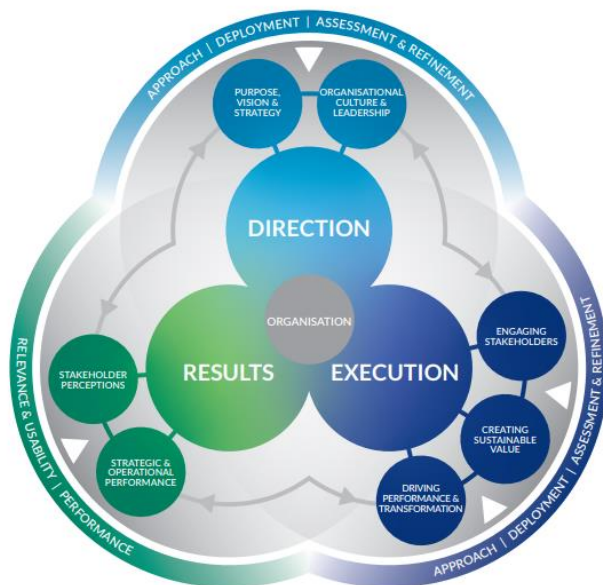 APPROACH | DEPLOYMENT | ASSESSMENT & REFINEMENT
PURPOSE,
VISION &
STRATEGY
ORGANISATIONAL
CULTURE &
LEADERSHIP
DIRECTION
ORGANISATION
RESULTS
EXECUTION
ENGAGING
STAKEHOLDERS
CREATING
SUSTAINABLE
VALUE
DRIVING
PERFORMANCE &
TRANSFORMATION
APPROACH | DEPLOYMENT | ASSESSMENT & REFINEMENT
STAKEHOLDER
PERCEPTIONS
STRATEGIC &
OPERATIONAL
PERFORMANCE
RELEVANCE & USABILITY | PERFORMANCE